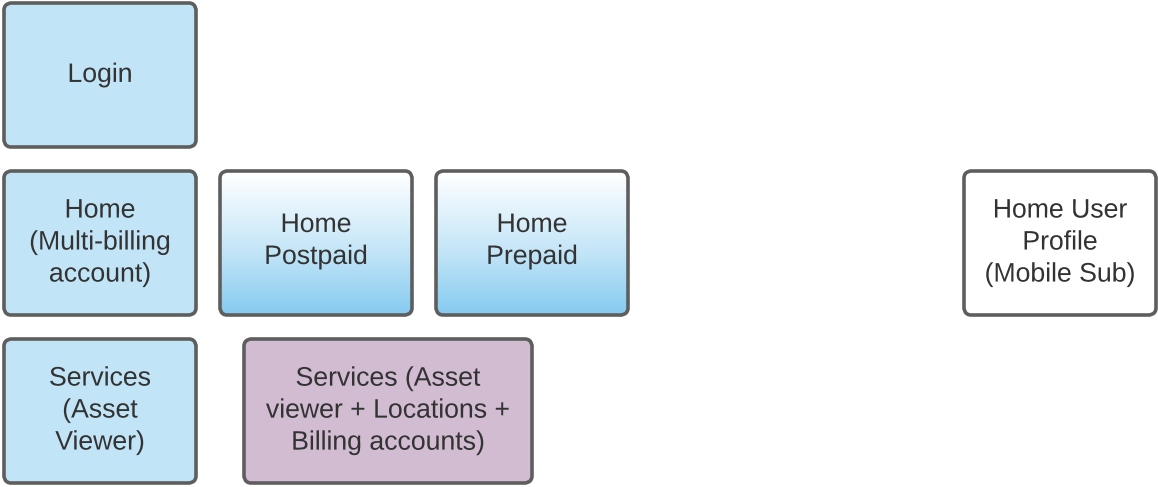 Login
Home
(Multi-billing
account)
Home
Postpaid
Home
Prepaid
Home User
Profile
(Mobile Sub)
Services
(Asset
Viewer)
Services (Asset
viewer + Locations +
Billing accounts)